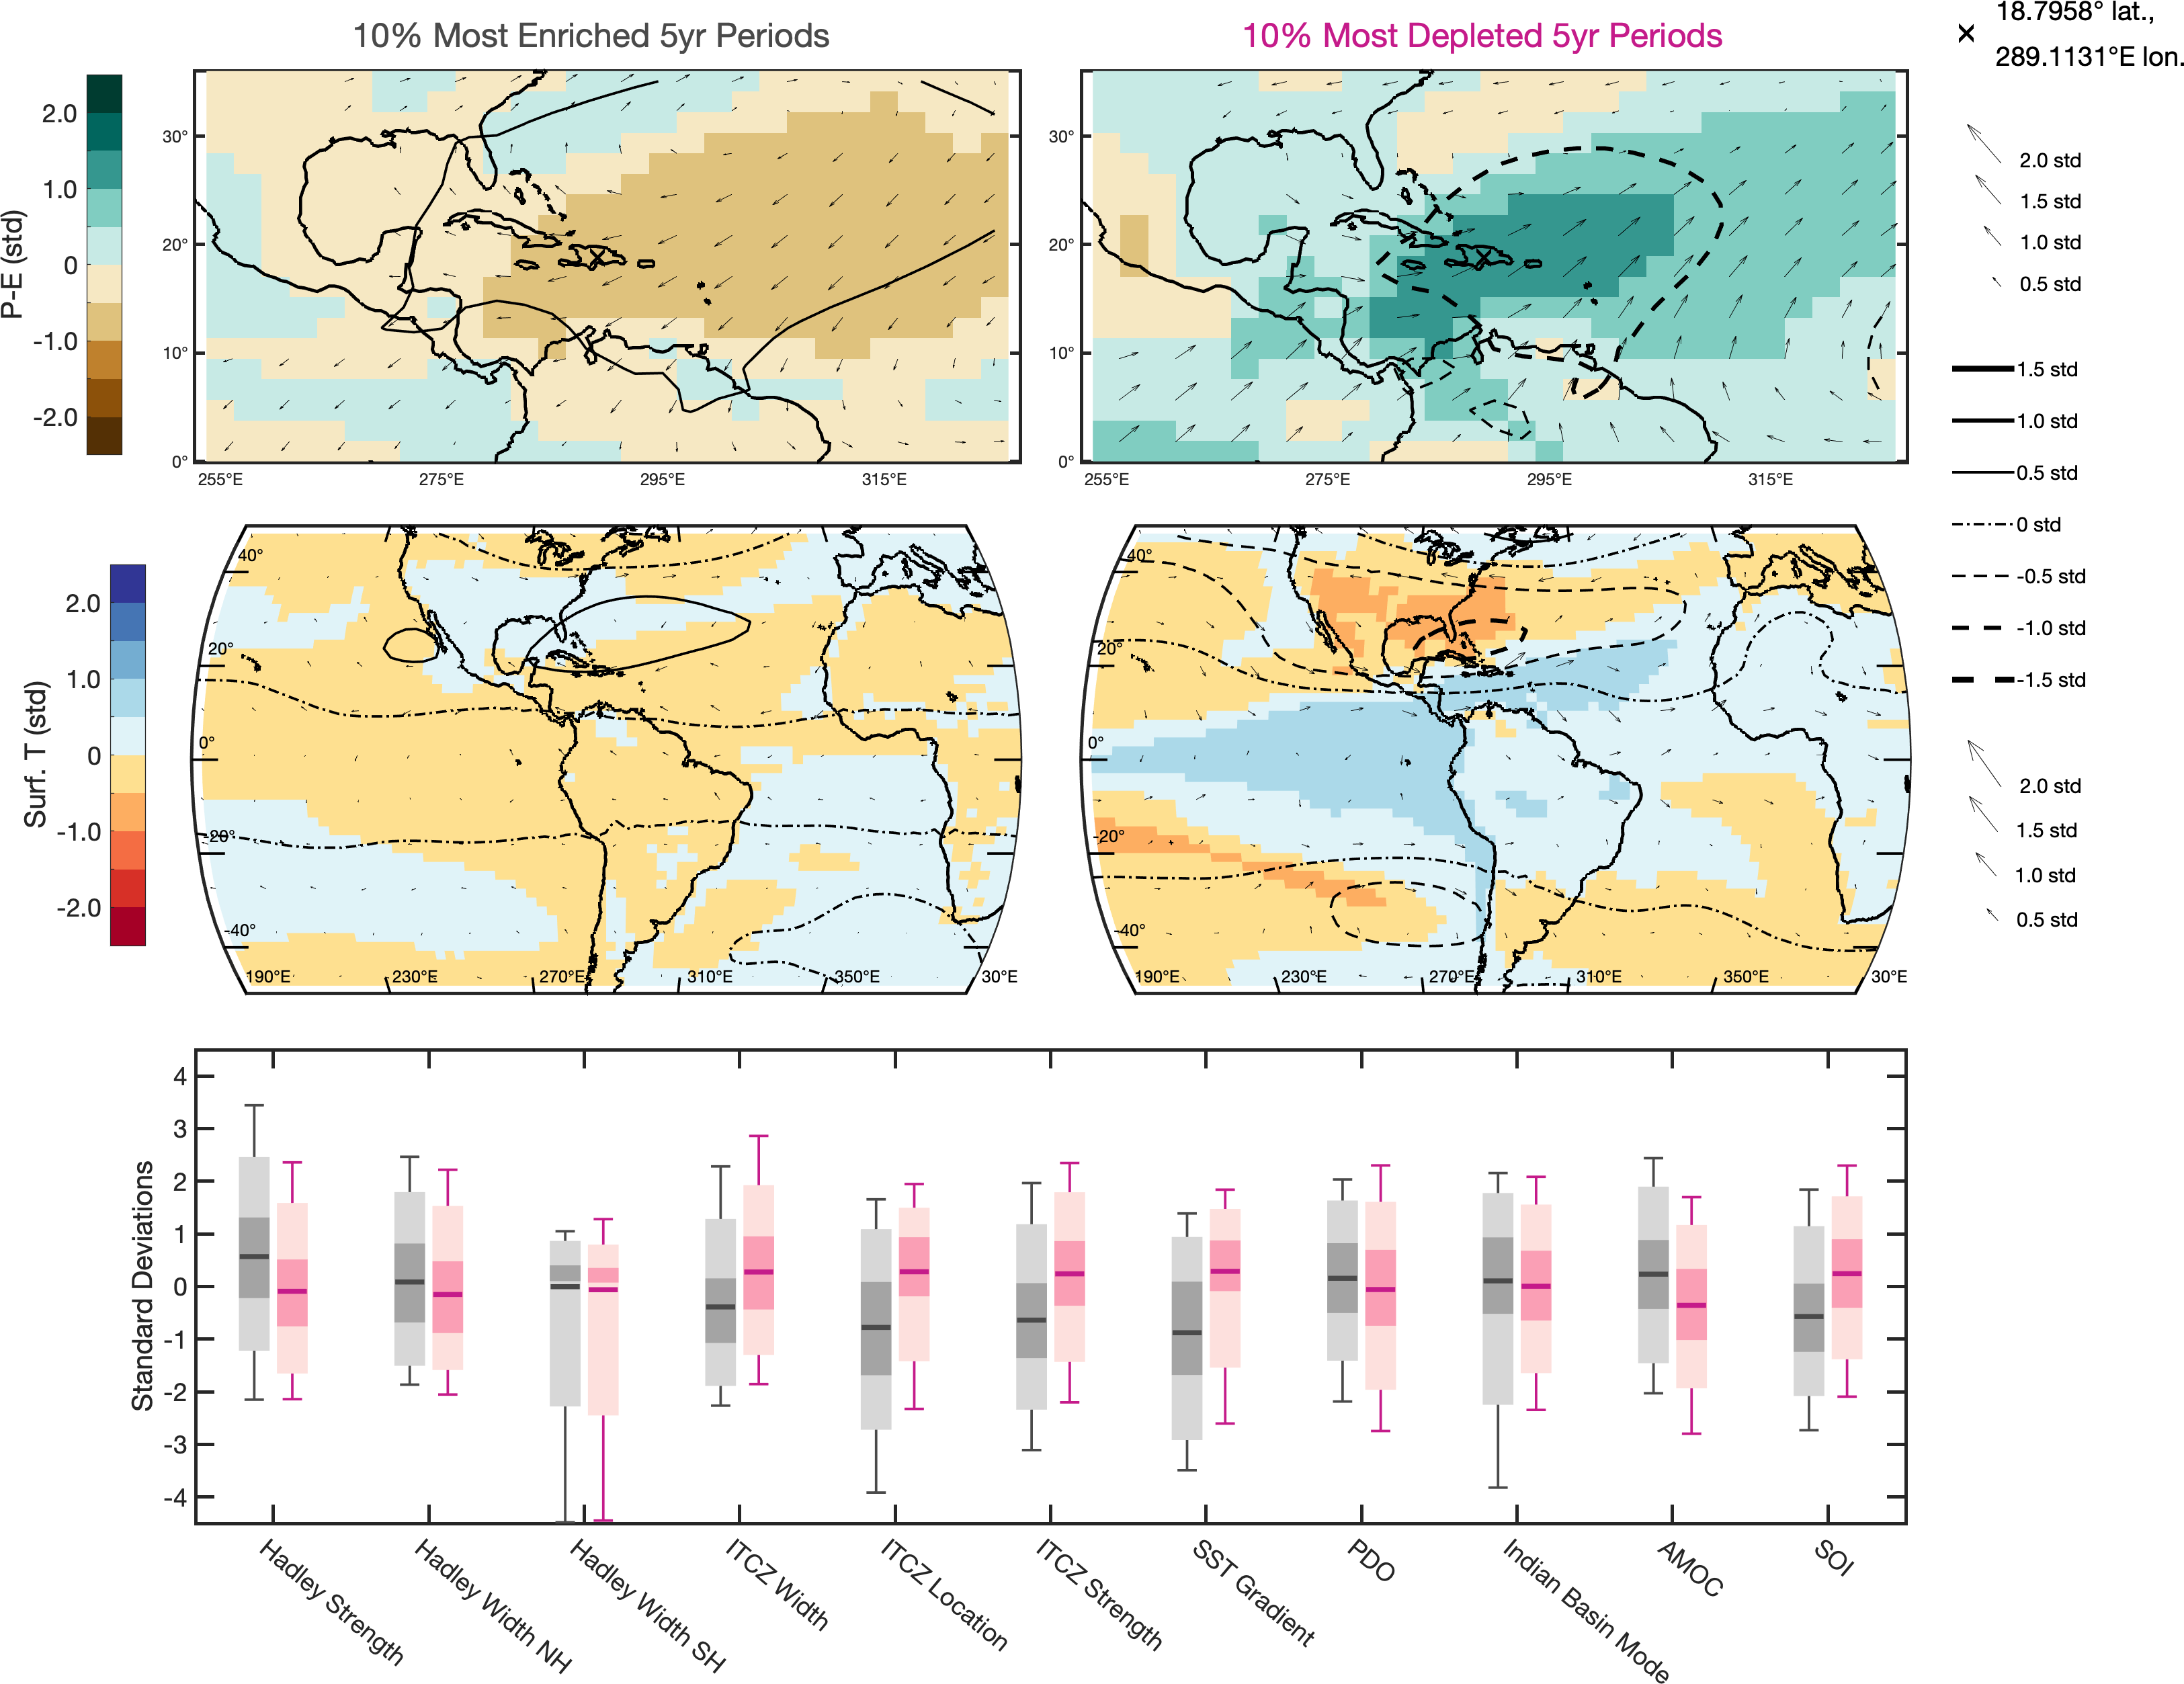 10% Most Enriched 5yr Periods
10% Most Depleted 5yr Periods
18.7958° lat.,
289.1131°E lon.
P-E (std)
2.0
1.0
0
-1.0
-2.0
30°
20°
10°
0°
255°E 275°E 295°E 315°E
30°
20°
10°
0°
255°E 275°E 295°E 315°E
2.0 std
1.5 std
1.0 std
0.5 std
1.5 std
1.0 std
0.5 std
0 std
-0.5 std
-1.0 std
-1.5 std
Surf. T (std)
2.0
1.0
0
-1.0
-2.0
40°
20°
0°
-20°
-40°
190°E 230°E 270°E 310°E 350°E 30°E
40°
20°
0°
-20°
-40°
190°E 230°E 270°E 310°E 350°E 30°E
2.0 std
1.5 std
1.0 std
0.5 std
Standard Deviations
4
3
2
1
0
-1
-2
-3
-4
Hadley Strength
Hadley Width NH
Hadley Width SH
ITCZ Width
ITCZ Location
ITCZ Strength
SST Gradient
PDO
Indian Basin Mode
AMOC
SOI